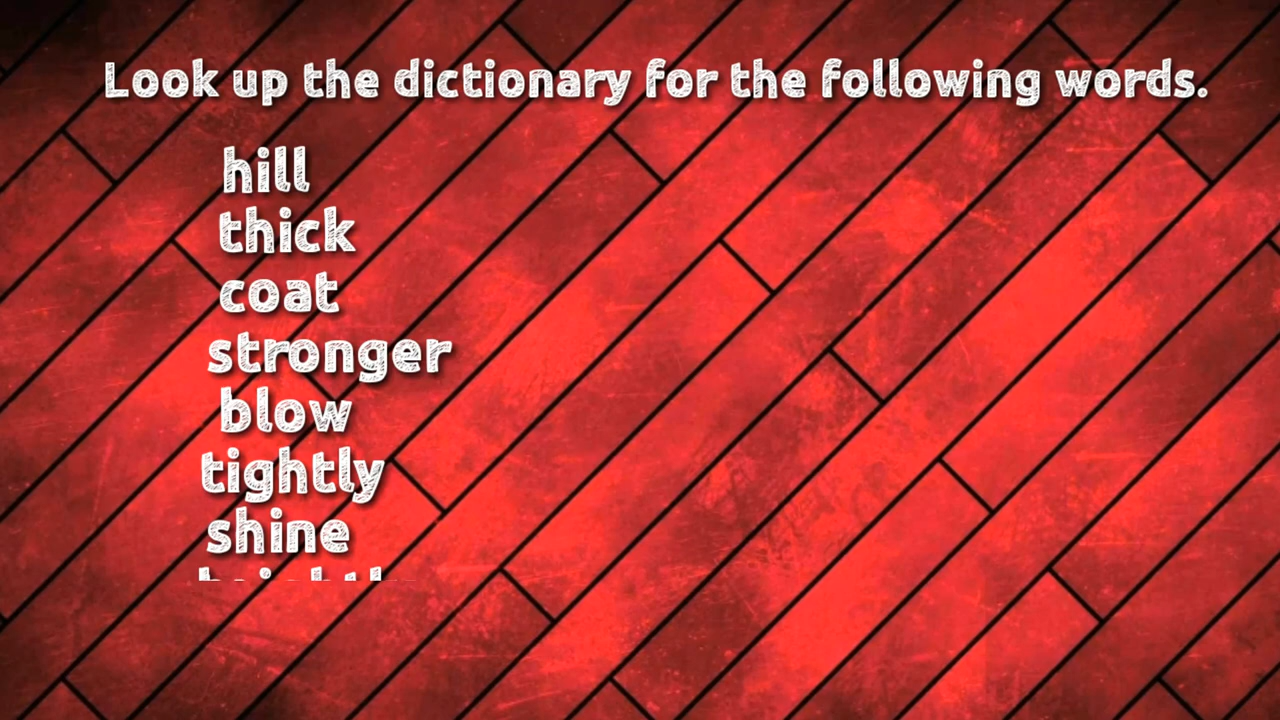 Look up the dictionary for the following words.
hill
thick
coat
stronger
blow
tightly
shine